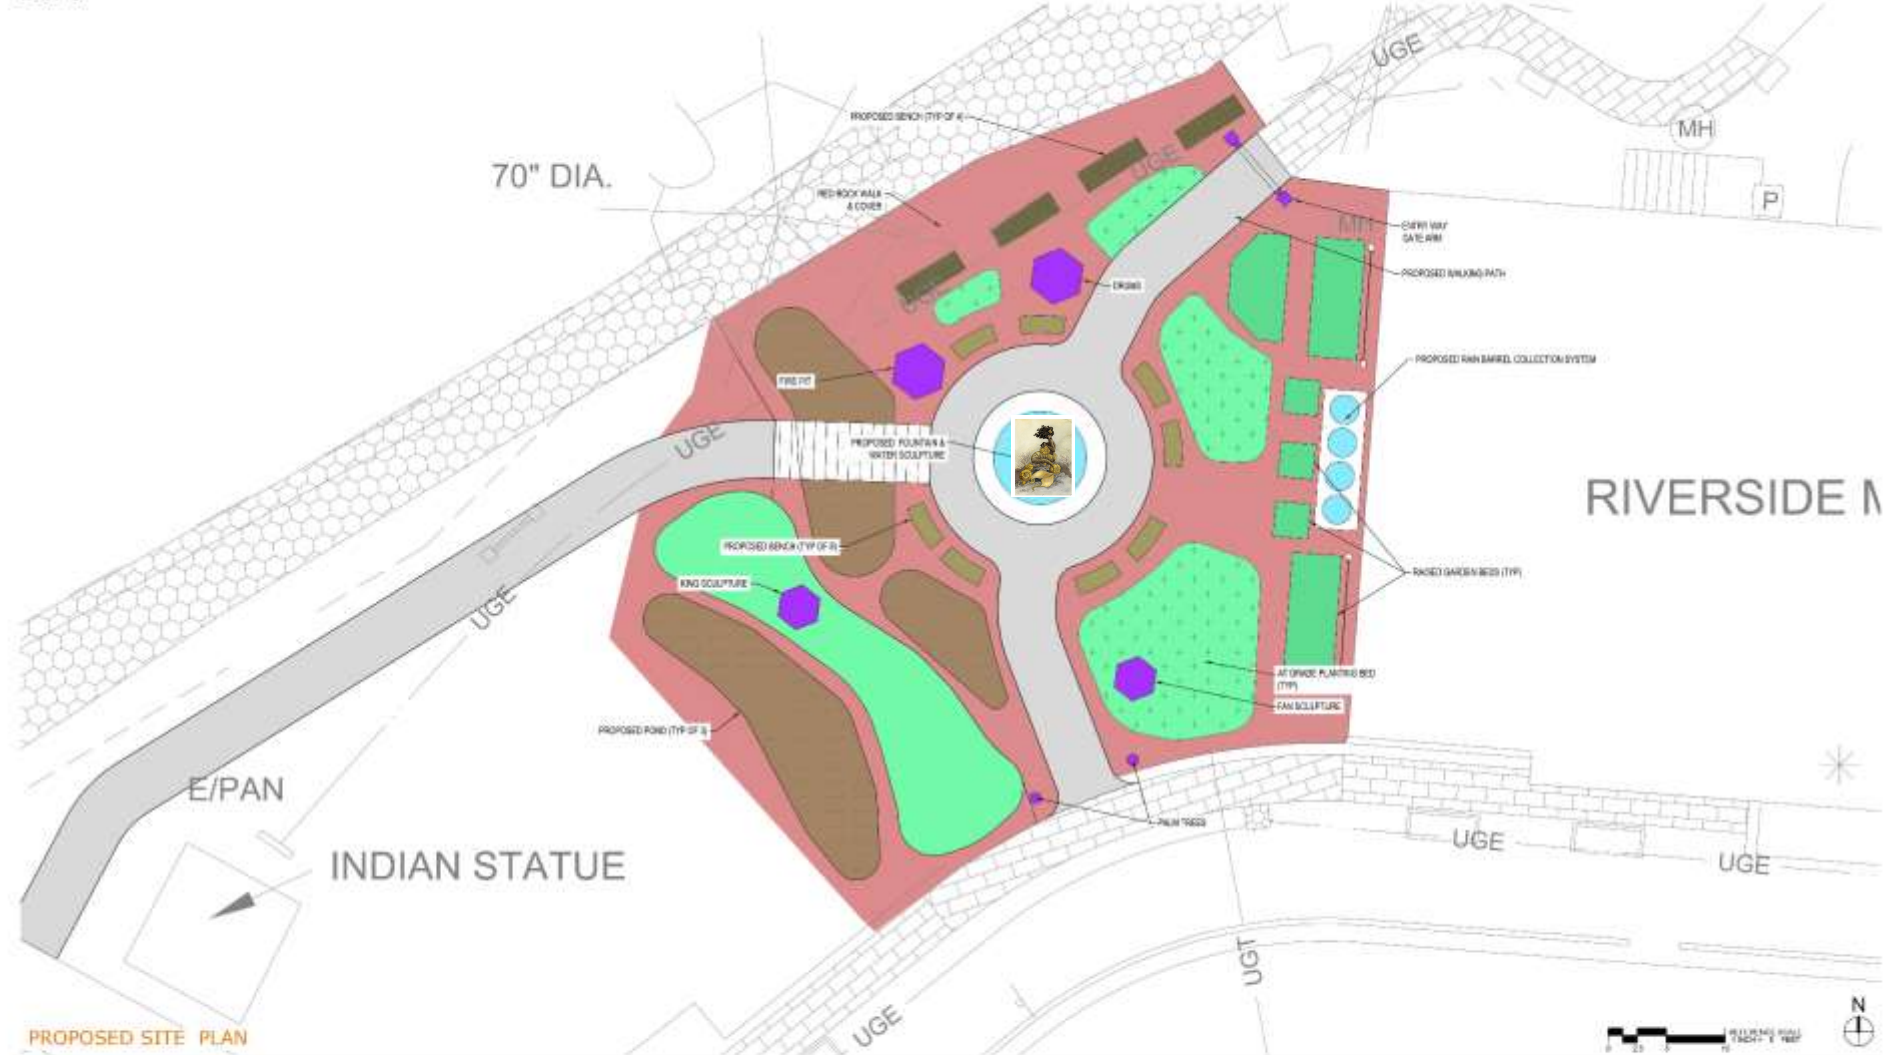 UGE
MH
PROPOSED BENCH (TYP OF 4)
UGE
70" DIA.
RED ROCK WALK
& COVER
P
MH
ENTRY WAY
GATE ARM
PROPOSED WALKING PATH
DRUMS
UGE
PROPOSED RAIN BARREL COLLECTION SYSTEM
FIRE PIT
UGE
PROPOSED FOUNTAIN &
WATER SCULPTURE
RIVERSIDE M
PROPOSED BENCH (TYP OF 8)
KING SCULPTURE
RAISED GARDEN BEDS (TYP)
UGE
AT GRADE PLANTING BED
(TYP)
FAN SCULPTURE
PROPOSED POND (TYP OF 3)
E/PAN
PALM TREES
UGE
UGE
INDIAN STATUE
UGT
UGE
N
PROPOSED SITE PLAN